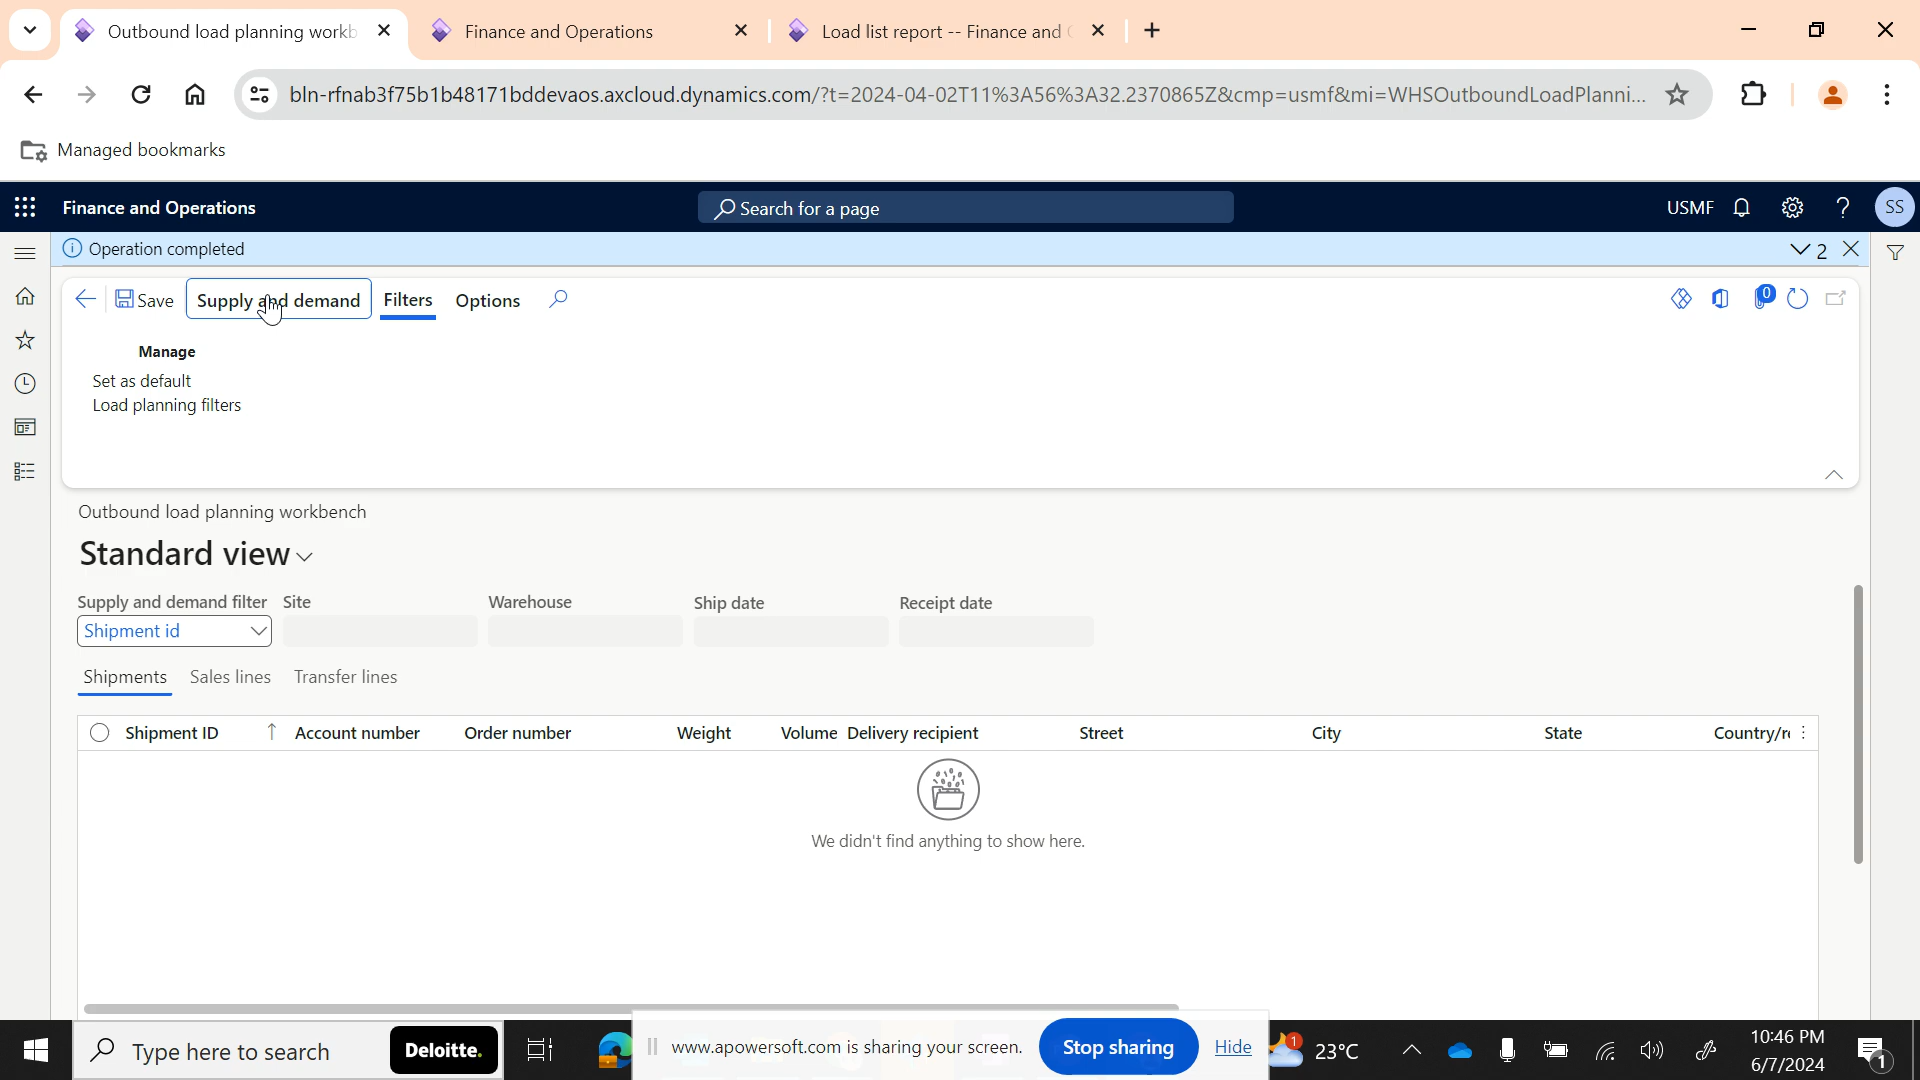 Outbound load planning workb
Finance and Operations
Load list report -- Finance and
bln-rfnab3f75b1b48171bddevaos.axcloud.dynamics.com/?t=2024-04-02T11%3A56%3A32.2370865Z&cmp=usmf&mi=WHSOutboundLoadPlanni...
Managed bookmarks
Finance and Operations
Search for a page
USMF
SS
Operation completed
2
Save
Supply and demand
Filters
Options
0
Manage
Set as default
Load planning filters
Outbound load planning workbench
Standard view
Supply and demand filter Site Warehouse Ship date Receipt date
Shipment id
Shipments Sales lines Transfer lines
Shipment ID Account number Order number Weight Volume Delivery recipient Street City State Country/re
We didn't find anything to show here.
Type here to search
Deloitte.
www.apowersoft.com is sharing your screen.
Stop sharing
Hide
1
23°C
10:46 PM
6/7/2024
1